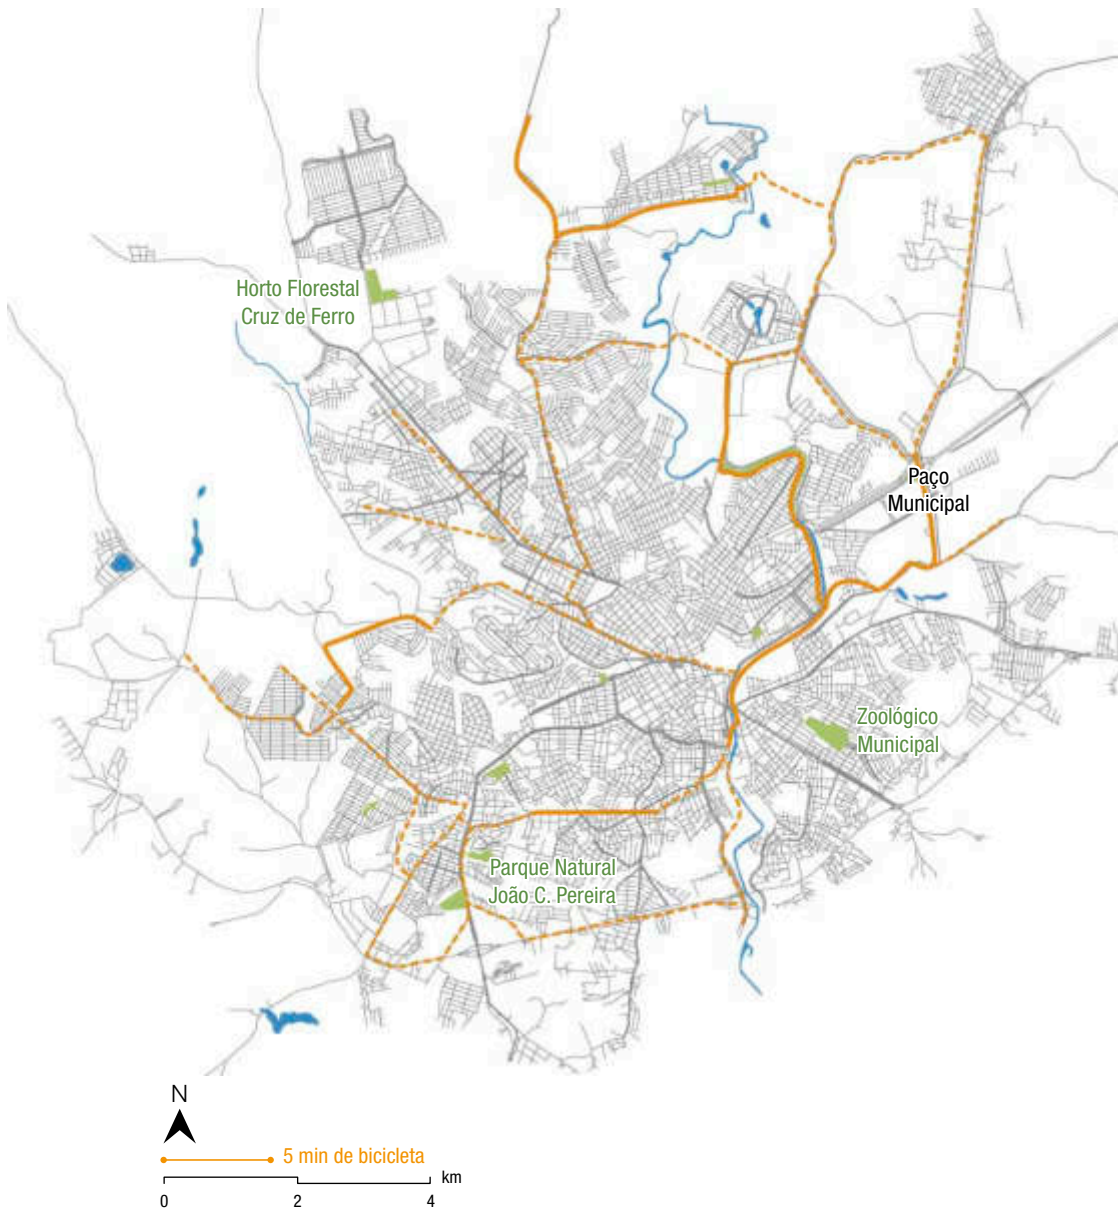 Horto Florestal
Cruz de Ferro
Paço
Municipal
Zoológico
Municipal
Parque Natural
João C. Pereira
N
5 min de bicicleta
km
0 2 4